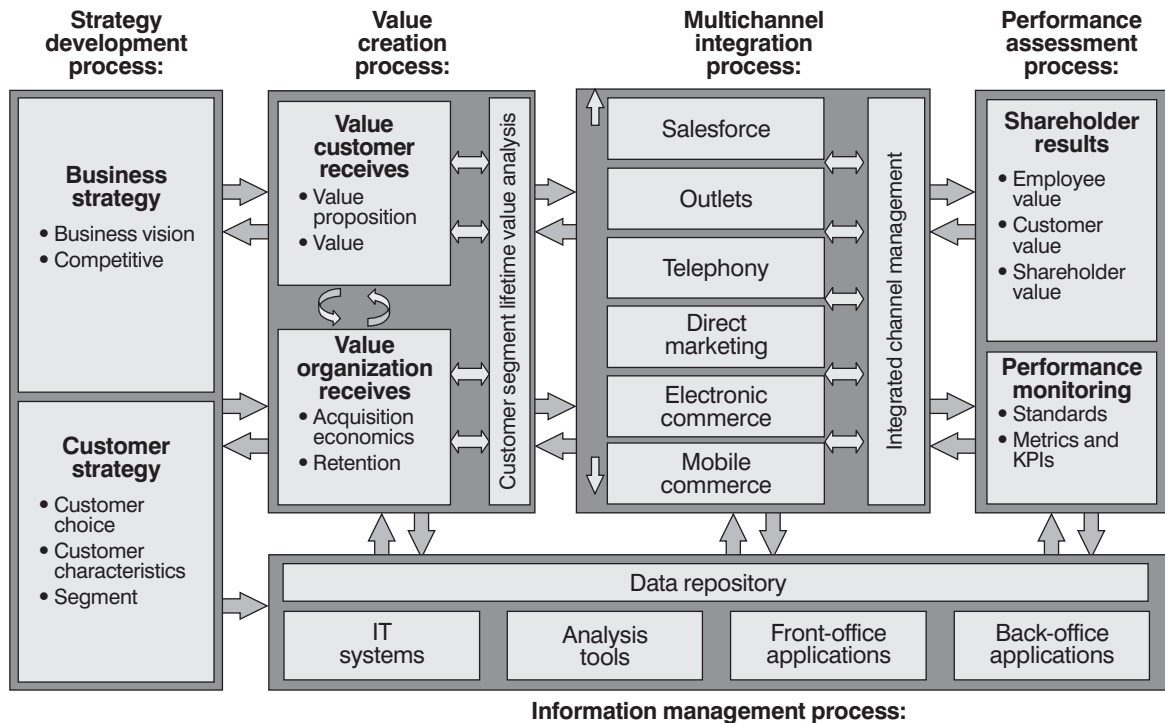 Strategy
development
process:
Business
strategy
• Business vision
• Competitive
Customer
strategy
• Customer
choice
• Customer
characteristics
• Segment
Value
creation
process:
Value
customer
receives
• Value
proposition
• Value
Value
organization
receives
• Acquisition
economics
• Retention
Customer segment lifetime value analysis
Multichannel
integration
process:
Salesforce
Outlets
Telephony
Direct
marketing
Electronic
commerce
Mobile
commerce
Integrated channel management
Performance
assessment
process:
Shareholder
results
• Employee
value
• Customer
value
• Shareholder
value
Performance
monitoring
• Standards
• Metrics and
KPIs
Data repository
IT
systems
Analysis
tools
Front-office
applications
Back-office
applications
Information management process: